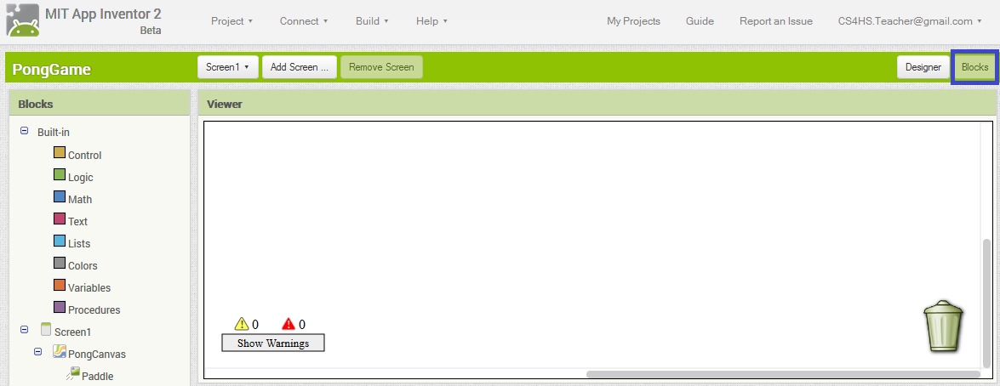 MIT App Inventor 2
Beta
Project Connect Build Help My Projects Guide Report an Issue CS4HS.Teacher@gmail.com
PongGame Screen1 Add Screen ... Remove Screen Designer Blocks
Blocks
Built-in
Control
Logic
Math
Text
Lists
Colors
Variables
Procedures
Screen1
PongCanvas
Paddle
Viewer
0 0
Show Warnings